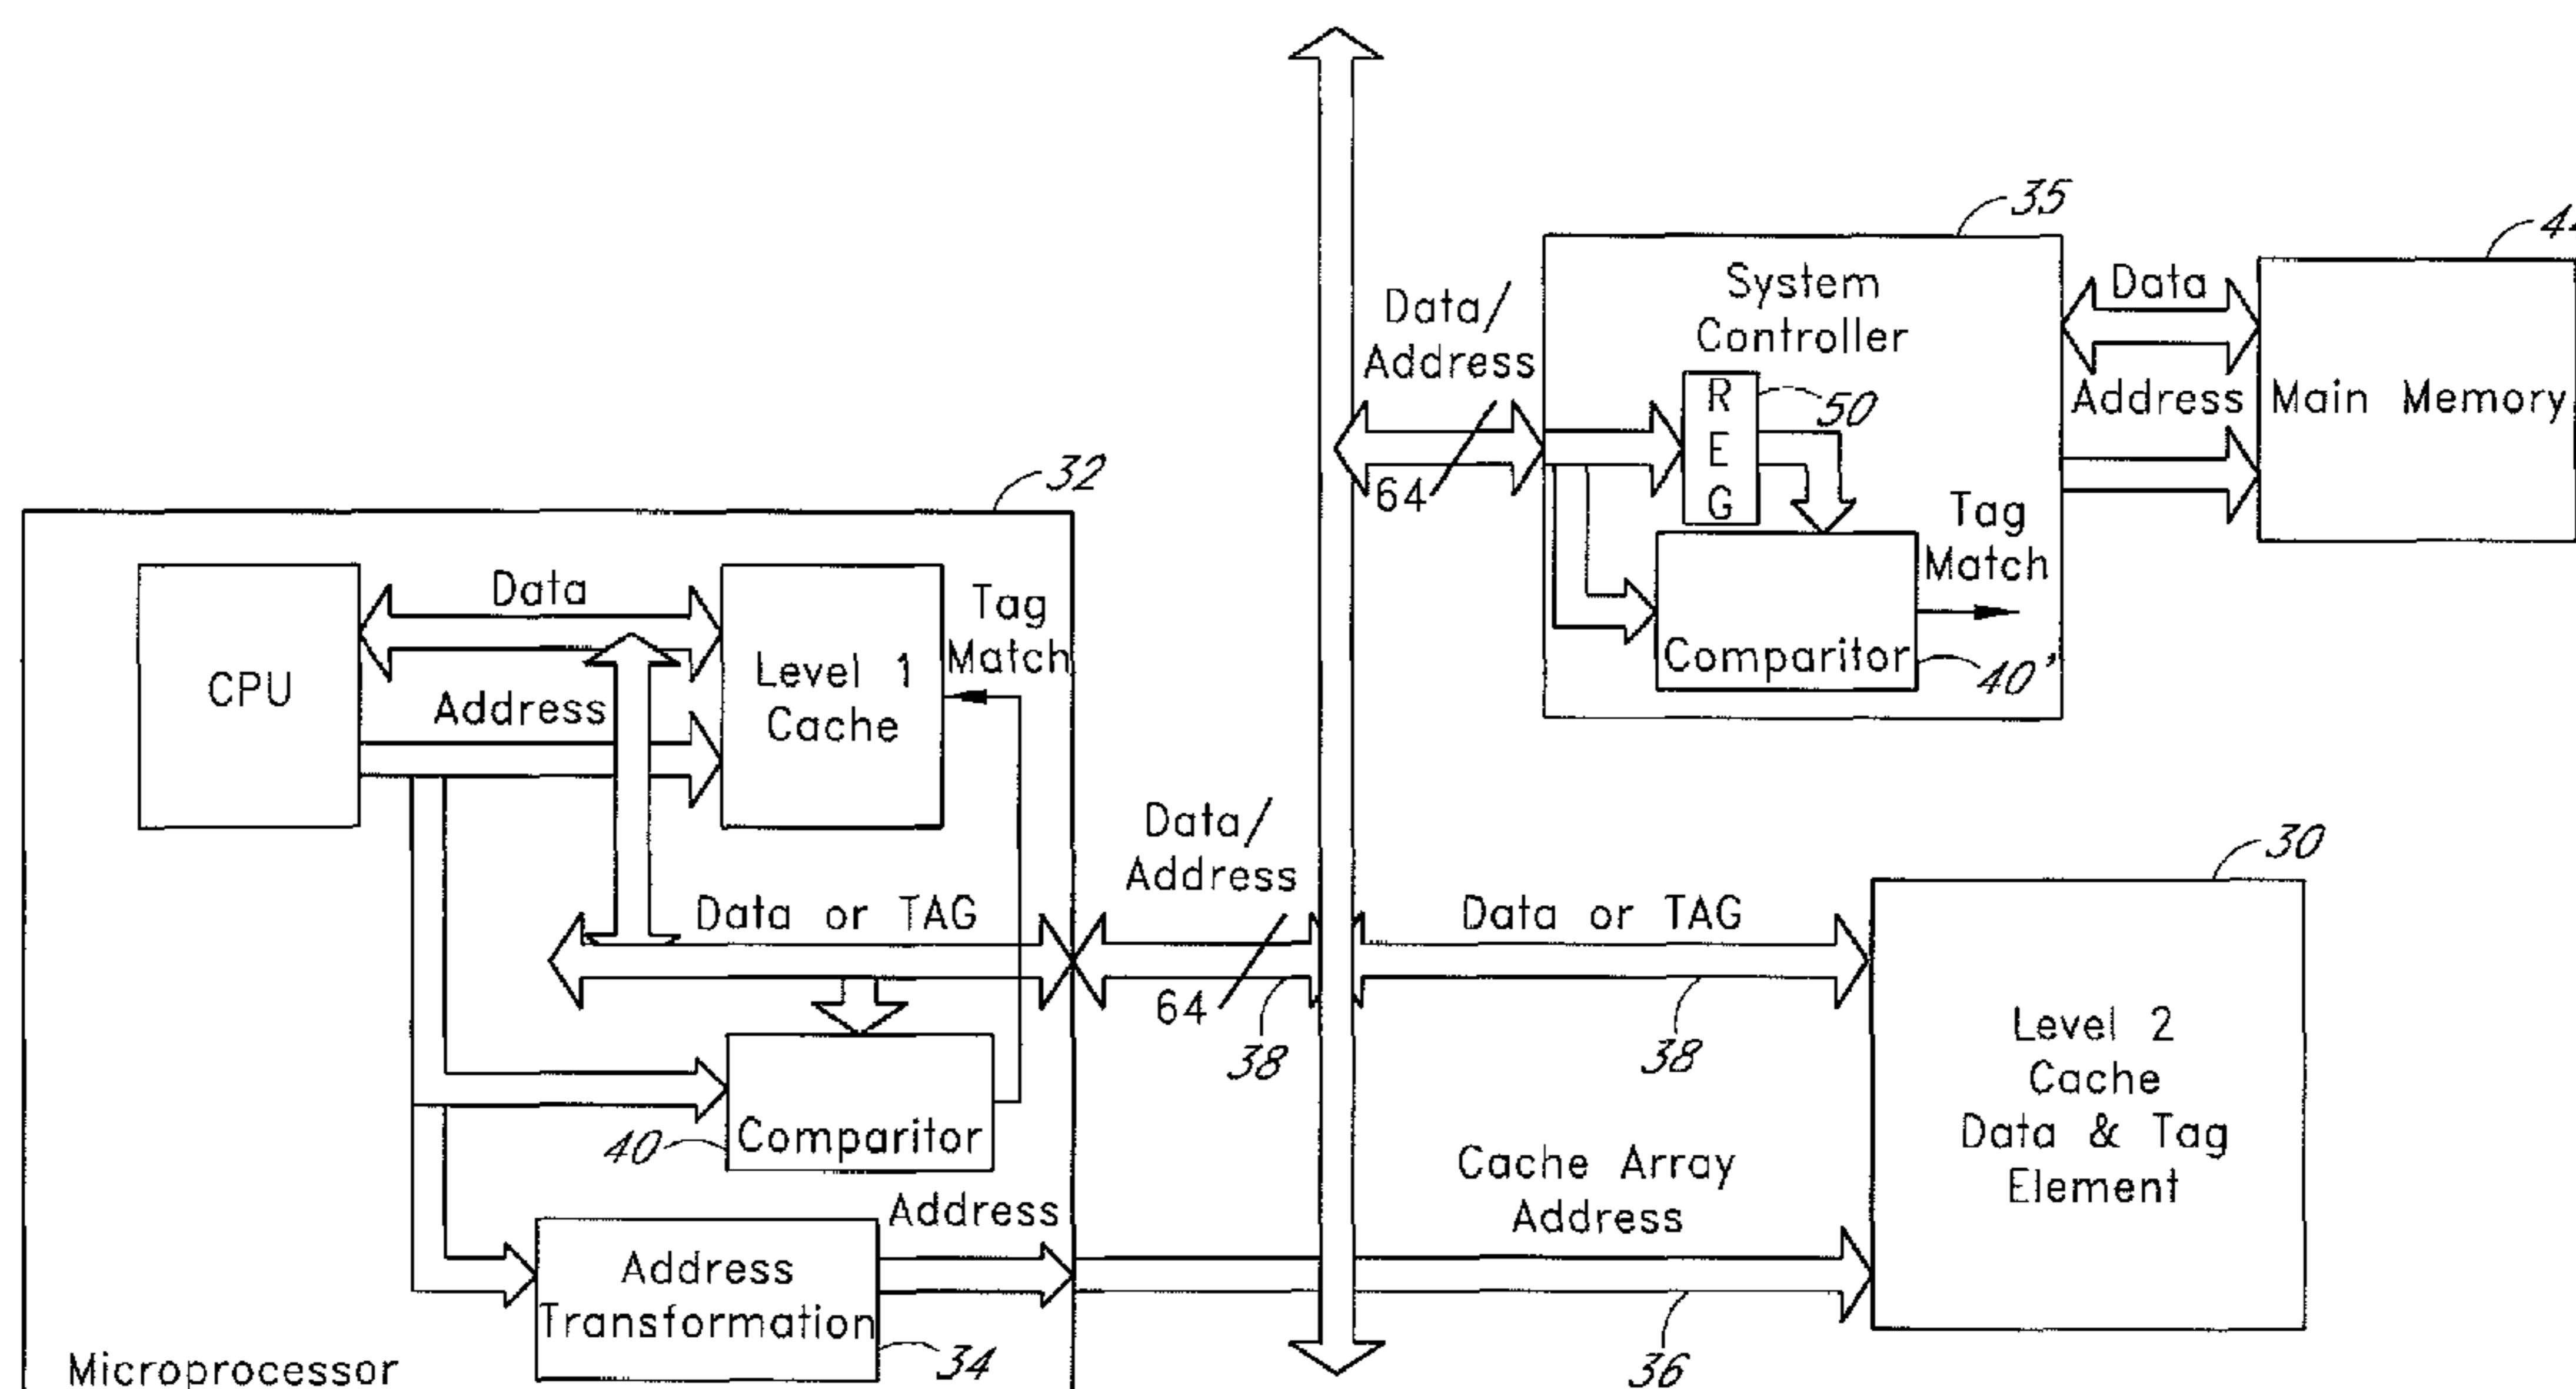 35
44
System
Controller
Data/
Address
64
R
E
G
50
Comparitor
40'
Tag
Match
Data
Address
Main Memory
32
CPU
Data
Address
Level 1
Cache
Tag
Match
Data or TAG
Data/
Address
64
38
Data or TAG
38
30
Level 2
Cache
Data & Tag
Element
40
Comparitor
Address
Address
Transformation
34
Cache Array
Address
36
Microprocessor